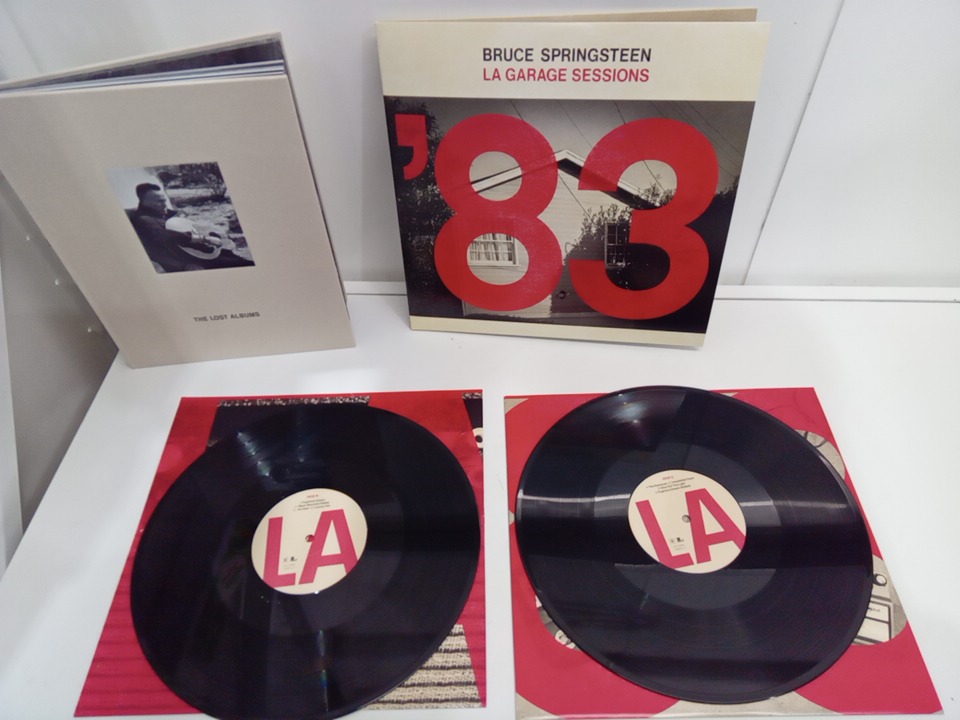 BRUCE SPRINGSTEEN
LA GARAGE SESSIONS
'83
THE LOST ALBUMS
LA
LA